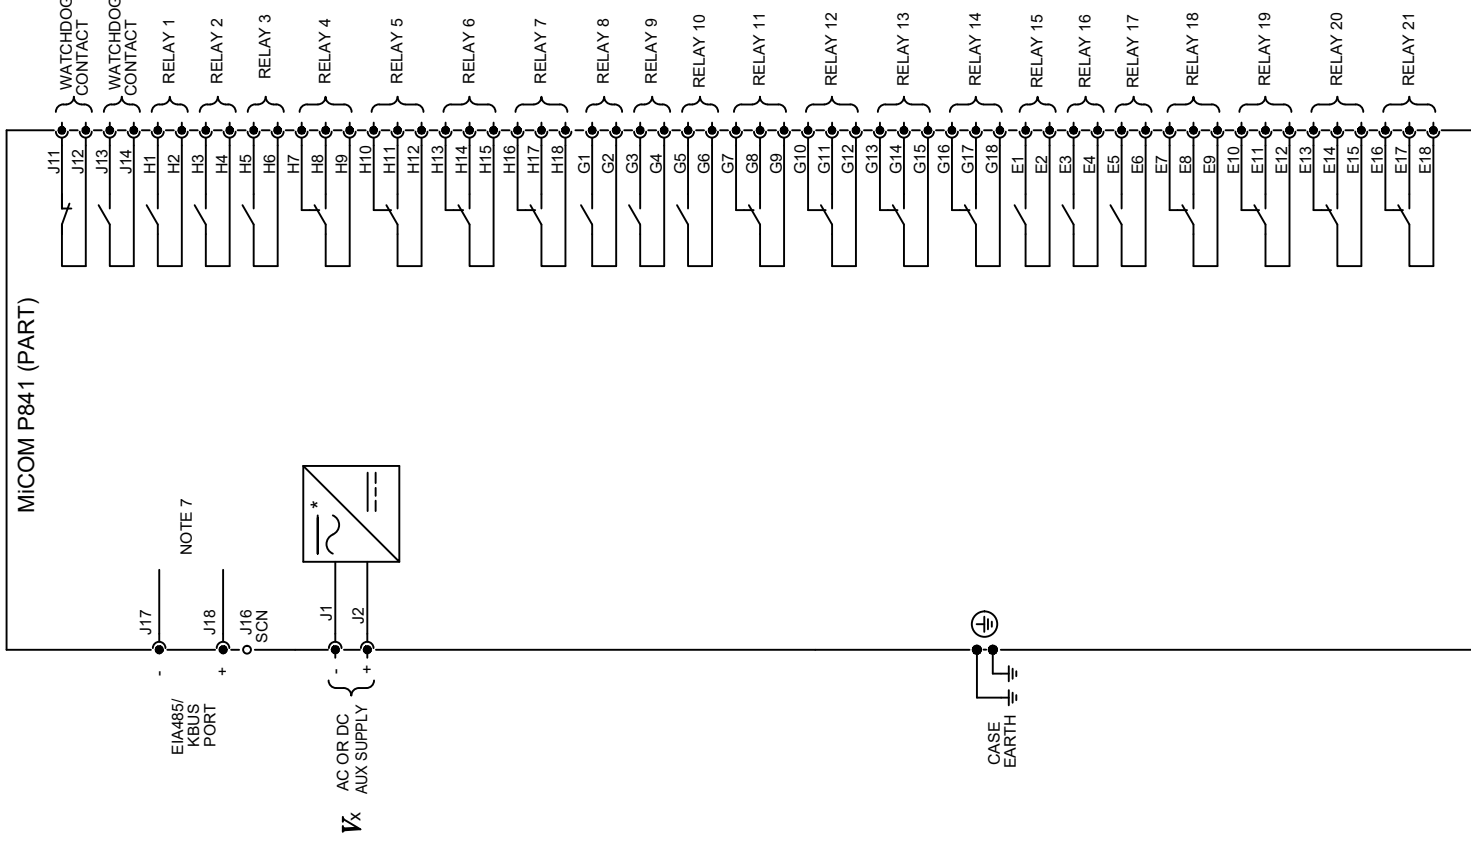 MiCOM P841 (PART)
WATCHDOG
CONTACT
WATCHDOG
CONTACT
RELAY 1
RELAY 2
RELAY 3
RELAY 4
RELAY 5
RELAY 6
RELAY 7
RELAY 8
RELAY 9
RELAY 10
RELAY 11
RELAY 12
RELAY 13
RELAY 14
RELAY 15
RELAY 16
RELAY 17
RELAY 18
RELAY 19
RELAY 20
RELAY 21
J11
J12
J13
J14
H1
H2
H3
H4
H5
H6
H7
H8
H9
H10
H11
H12
H13
H14
H15
H16
H17
H18
G1
G2
G3
G4
G5
G6
G7
G8
G9
G10
G11
G12
G13
G14
G15
G16
G17
G18
E1
E2
E3
E4
E5
E6
E7
E8
E9
E10
E11
E12
E13
E14
E15
E16
E17
E18
NOTE 7
*
J17
J18
J16
SCN
J1
J2
-
+
-
+
EIA485/
KBUS
PORT
Vx
AC OR DC
AUX SUPPLY
CASE
EARTH